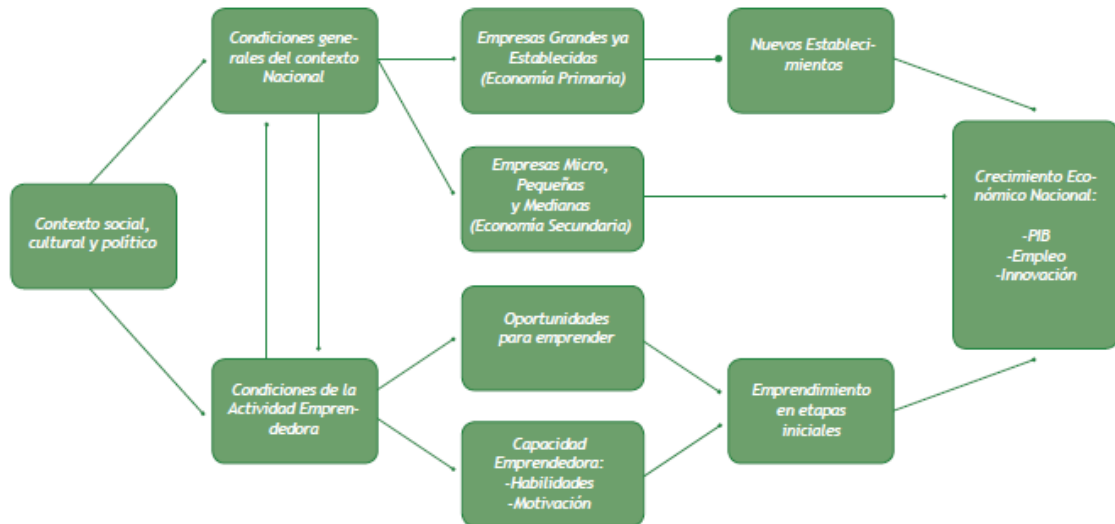 Condiciones gene-
rales del contexto
Nacional
Empresas Grandes ya
Establecidas
(Economía Primaria)
Nuevos Estableci-
mientos
Empresas Micro,
Pequeñas
y Medianas
(Economía Secundaria)
Crecimiento Eco-
nómico Nacional:
-PIB
-Empleo
-Innovación
Contexto social,
cultural y político
Oportunidades
para emprender
Condiciones de la
Actividad Empren-
dedora
Emprendimiento
en etapas
iniciales
Capacidad
Emprendedora:
-Habilidades
-Motivación